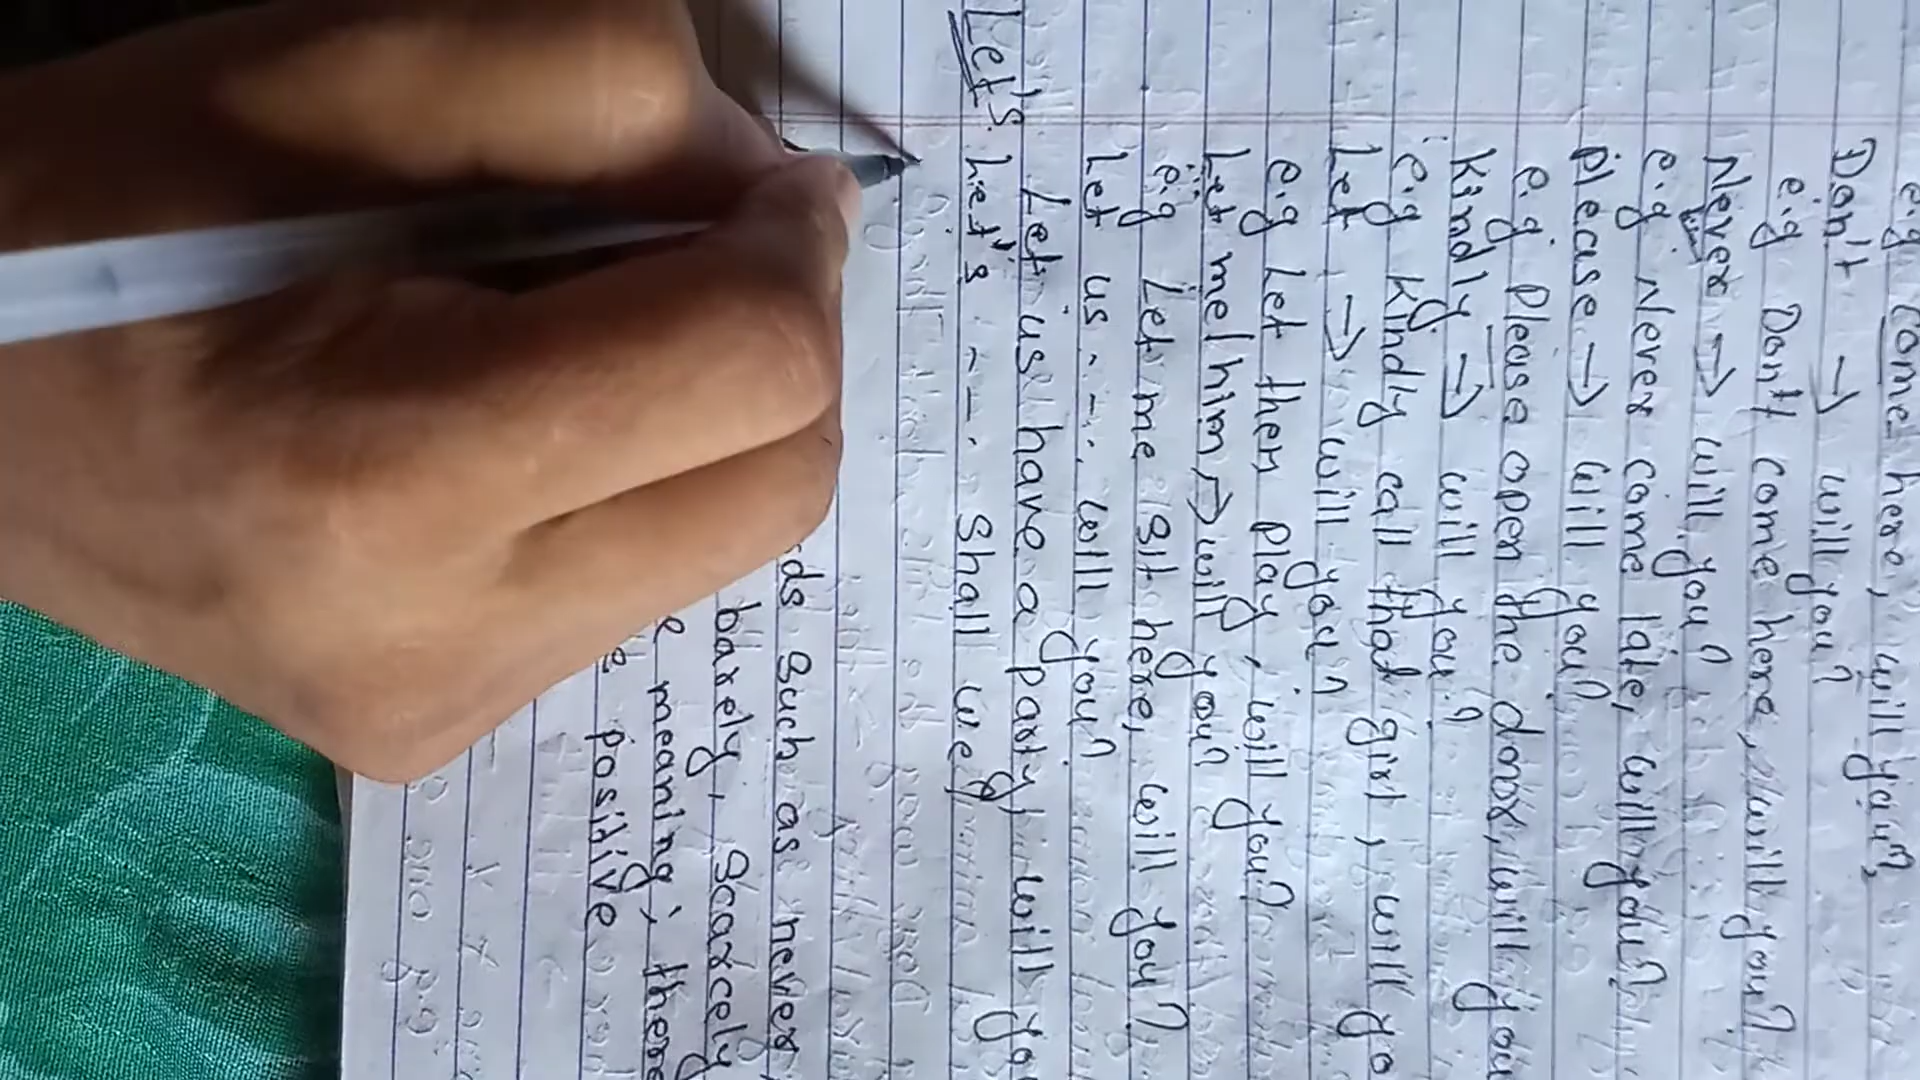 e.g come here, will you?
Don't → will you?
e.g Don't come here, will you?
Never → will you?
e.g Never come late, will you?
please → will you?
e.g Please open the door, will you
Kindly → will you?
e.g kindly call that girl, will yo
Let → will you?
e.g Let them play, will you?
Let me/him → will you?
e.g Let me sit here, will you?
Let us - - - . will you?
Let us have a party, will yo
Let's
Let's - - - . Shall we?
ds such as never,
barely, scarcely
e meaning, there
e positive